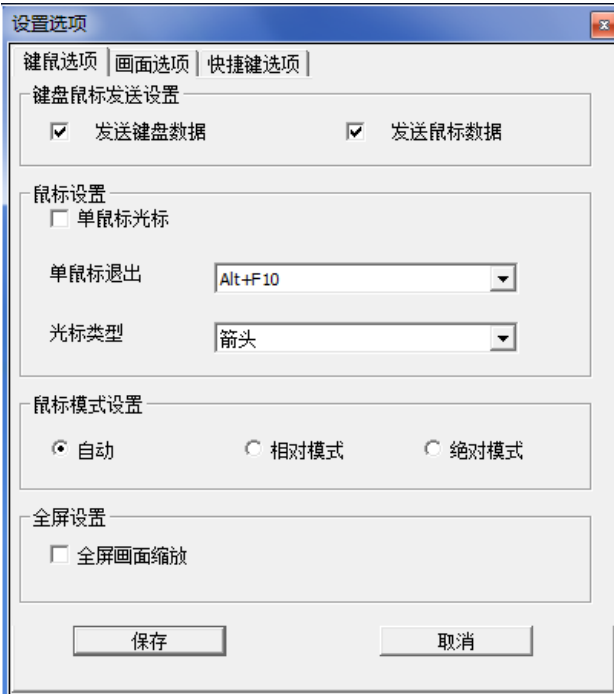 设置选项
键鼠选项 画面选项 快捷键选项
键盘鼠标发送设置
发送键盘数据 发送鼠标数据
鼠标设置
单鼠标光标
单鼠标退出 Alt+F10
光标类型 箭头
鼠标模式设置
自动 相对模式 绝对模式
全屏设置
全屏画面缩放
保存 取消